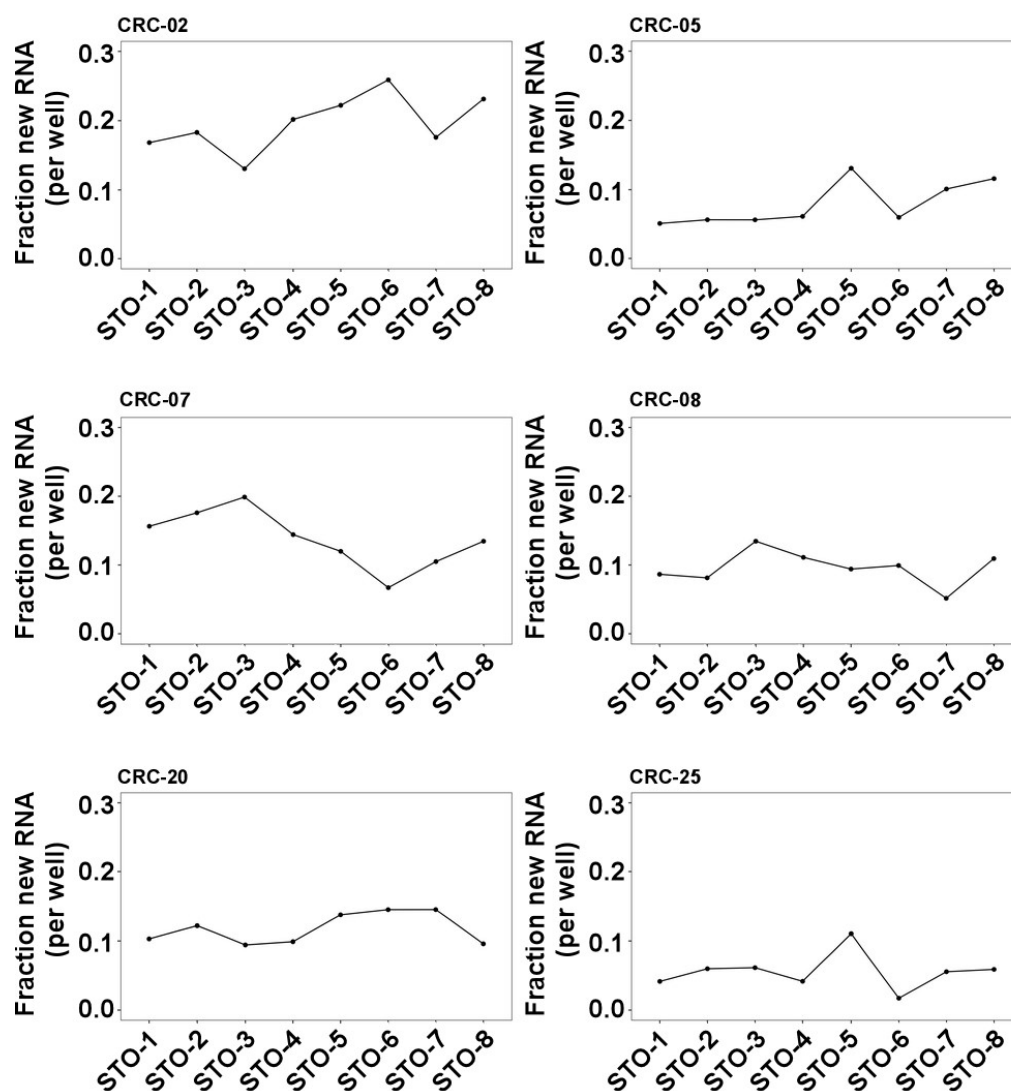 CRC-02
Fraction new RNA
(per well)
0.3
0.2
0.1
0.0
STO-1
STO-2
STO-3
STO-4
STO-5
STO-6
STO-7
STO-8
CRC-05
Fraction new RNA
(per well)
0.3
0.2
0.1
0.0
STO-1
STO-2
STO-3
STO-4
STO-5
STO-6
STO-7
STO-8
CRC-07
Fraction new RNA
(per well)
0.3
0.2
0.1
0.0
STO-1
STO-2
STO-3
STO-4
STO-5
STO-6
STO-7
STO-8
CRC-08
Fraction new RNA
(per well)
0.3
0.2
0.1
0.0
STO-1
STO-2
STO-3
STO-4
STO-5
STO-6
STO-7
STO-8
CRC-20
Fraction new RNA
(per well)
0.3
0.2
0.1
0.0
STO-1
STO-2
STO-3
STO-4
STO-5
STO-6
STO-7
STO-8
CRC-25
Fraction new RNA
(per well)
0.3
0.2
0.1
0.0
STO-1
STO-2
STO-3
STO-4
STO-5
STO-6
STO-7
STO-8